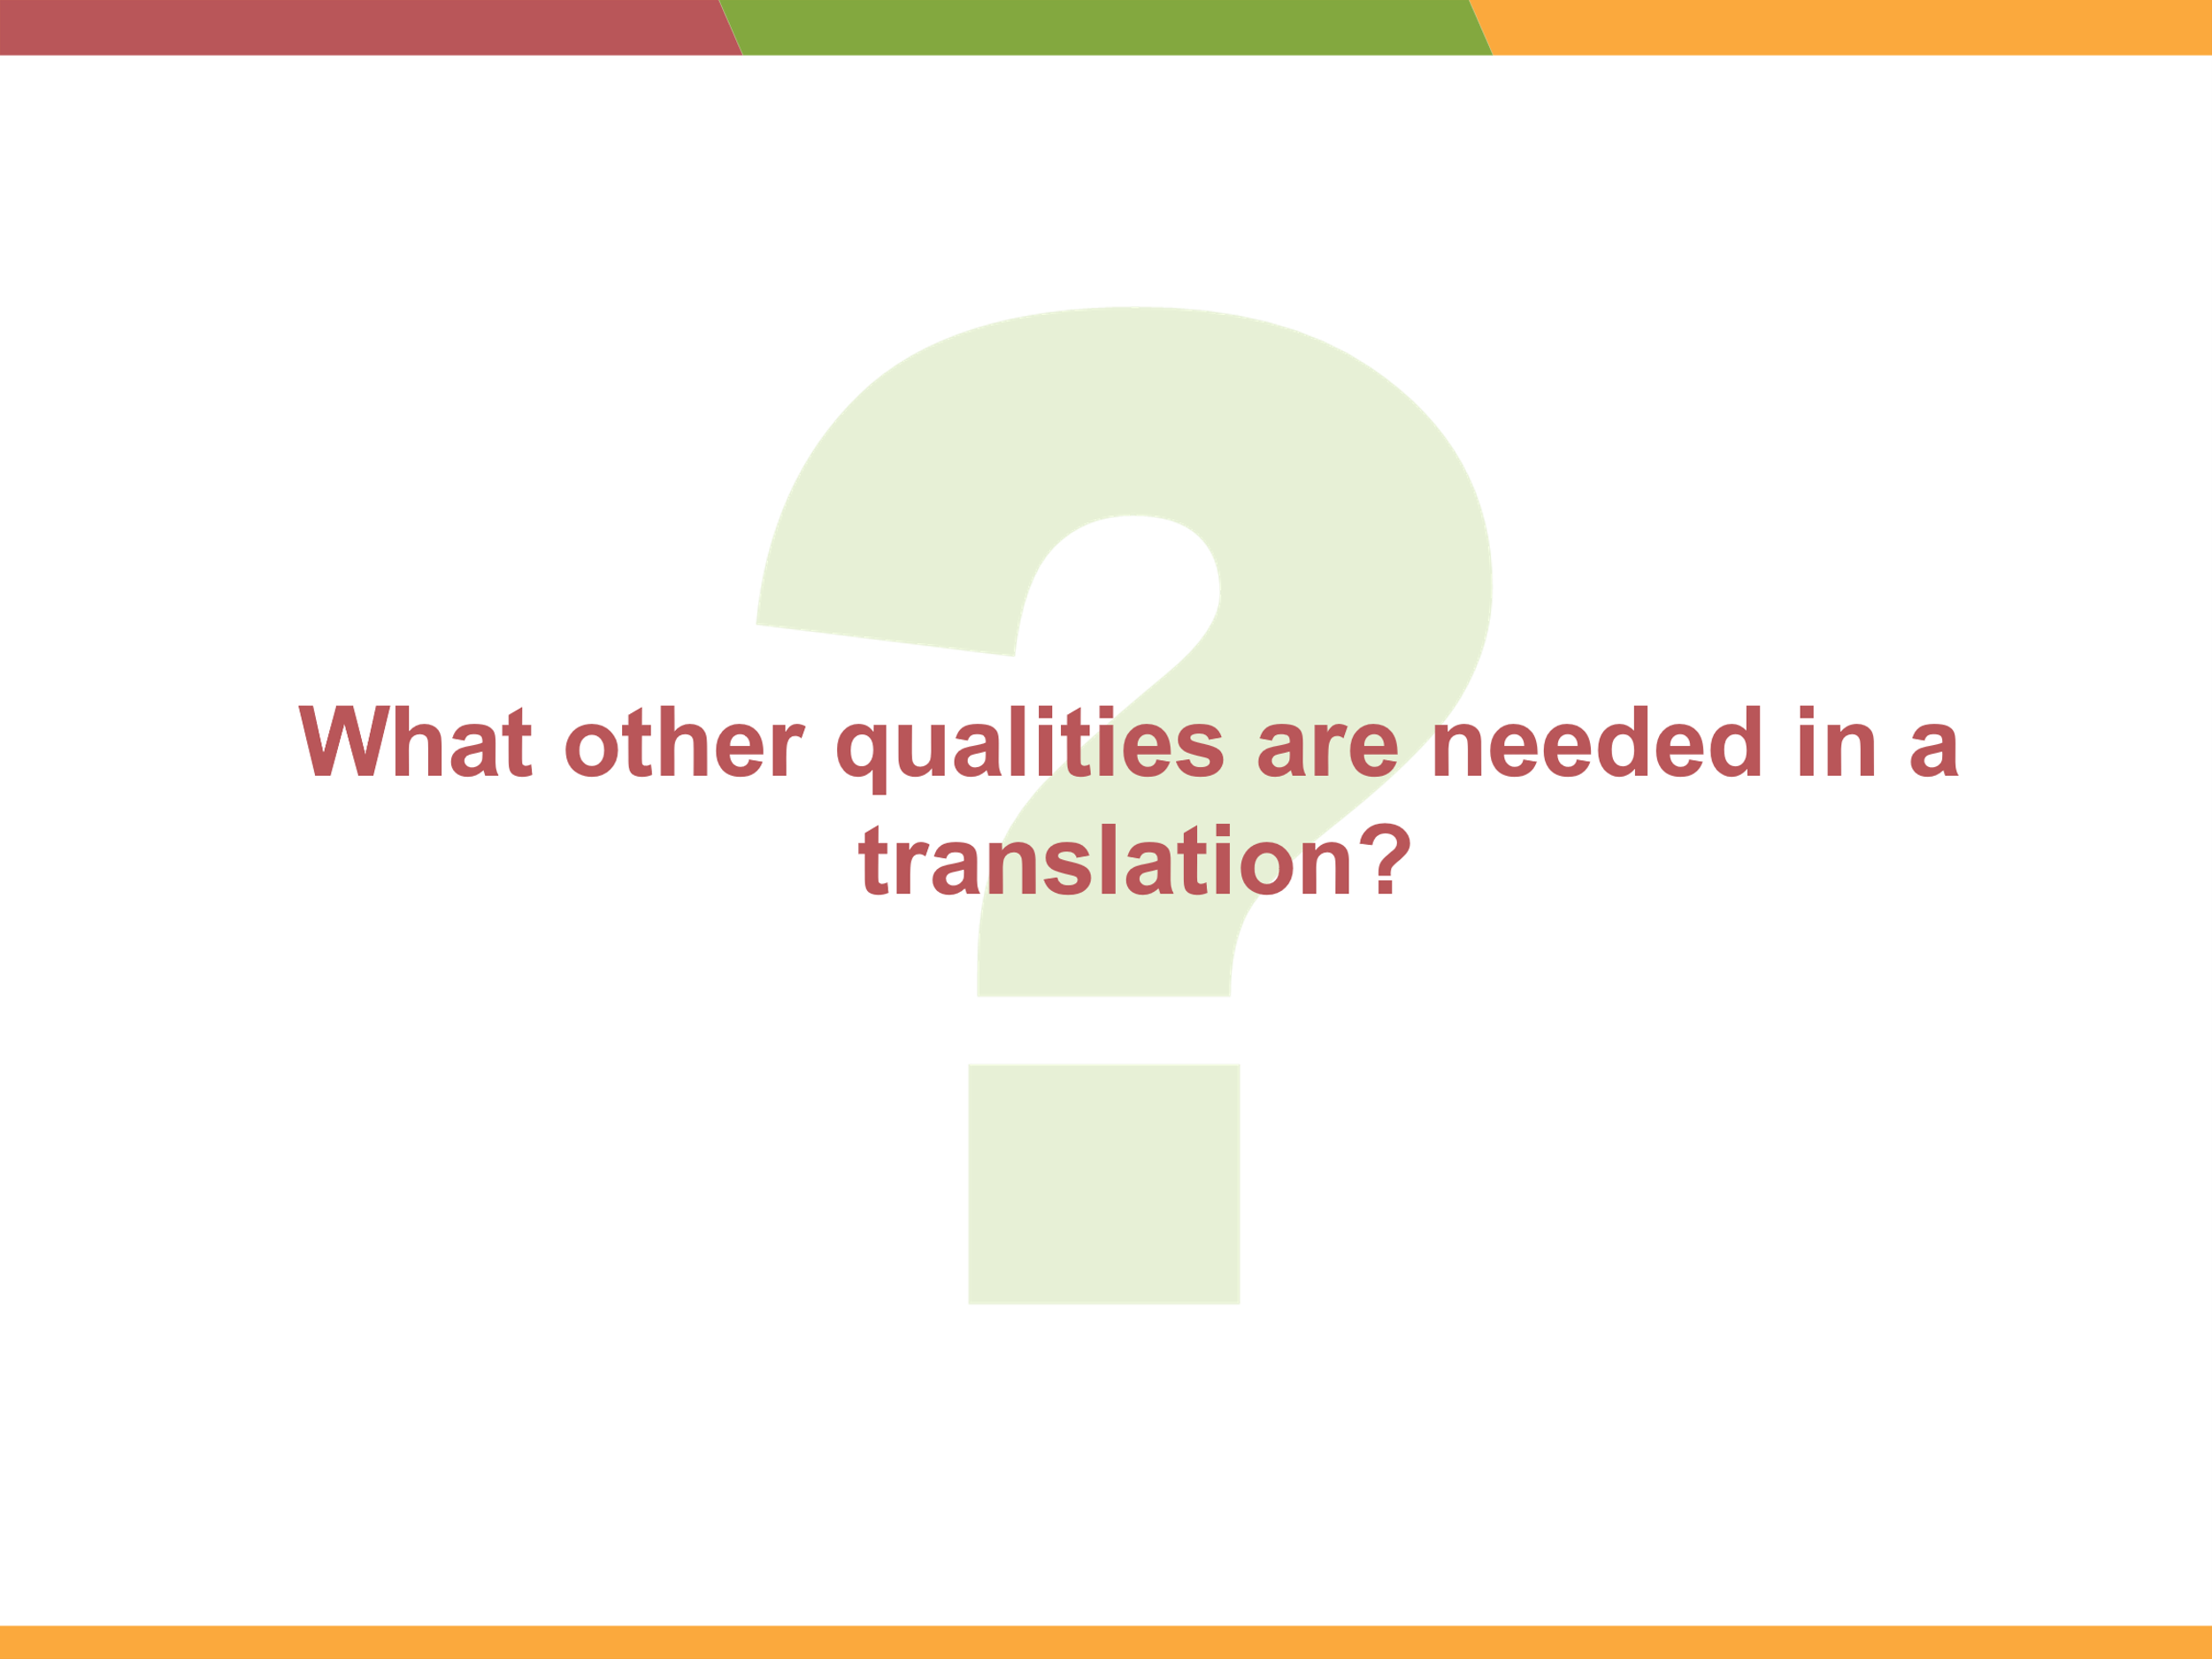 What other qualities are needed in a
translation?